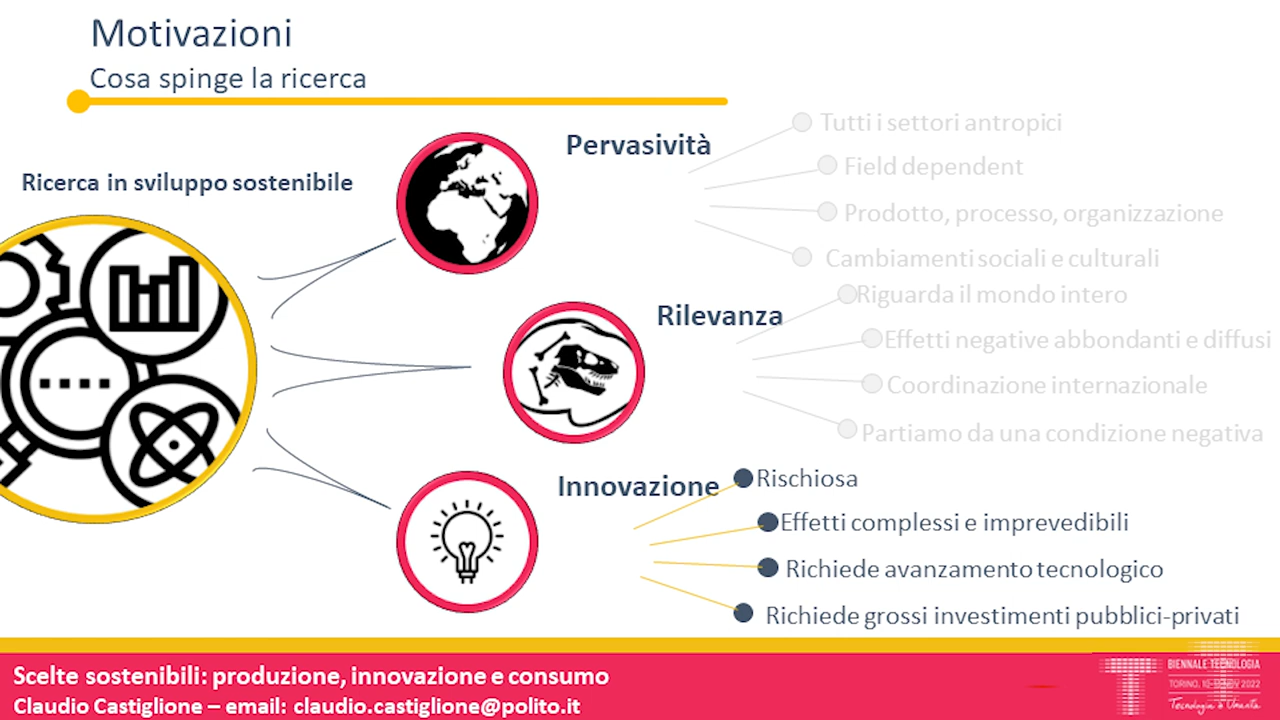 Motivazioni
Cosa spinge la ricerca
Ricerca in sviluppo sostenibile
Pervasività
Tutti i settori antropici
Field dependent
Prodotto, processo, organizzazione
Cambiamenti sociali e culturali
Rilevanza
Riguarda il mondo intero
Effetti negative abbondanti e diffusi
Coordinazione internazionale
Partiamo da una condizione negativa
Innovazione
Rischiosa
Effetti complessi e imprevedibili
Richiede avanzamento tecnologico
Richiede grossi investimenti pubblici-privati
Scelte sostenibili: produzione, innovazione e consumo
Claudio Castiglione – email: claudio.castiglione@polito.it
BIENNALE TECNOLOGIA
TORINO, 2022
Tecnologia è Umanità